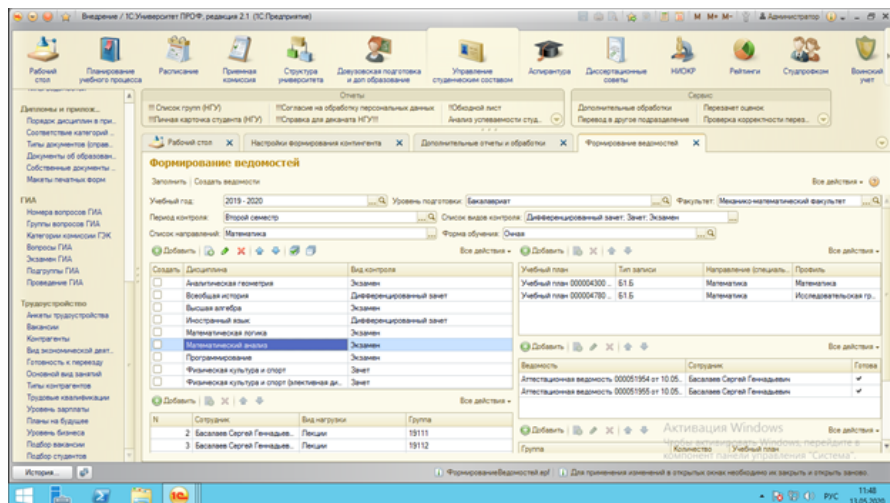 Внедрение / 1С:Университет ПРОФ, редакция 2.1 (1С:Предприятие)
M M+ M-
Администратор
Рабочий стол
Планирование учебного процесса
Расписание
Приемная комиссия
Структура университета
Довузовская подготовка и доп образование
Управление студенческим составом
Аспирантура
Диссертационные советы
НИОКР
Рейтинги
Студпрофком
Воинский учет
Отчеты
Сервис
!!! Список групп (НГУ)
!!!Согласие на обработку персональных данных
!!Обходной лист
Дополнительные обработки
Перезачет оценок
!!!Личная карточка студента (НГУ)
!!!Справка для деканата НГУ!!!
Анализ успеваемости студ..
Перевод в другое подразделение
Проверка корректности перез..
Рабочий стол
Настройки формирования контингента
Дополнительные отчеты и обработки
Формирование ведомостей
Дипломы и прилож...
Порядок дисциплин в при..
Соответствие категорий ..
Типы документов (справ..
Документы об образован..
Собственные документы ..
Макеты печатных форм
ГИА
Номера вопросов ГИА
Группы вопросов ГИА
Категории комиссии ГЭК
Вопросы ГИА
Экзамен ГИА
Подгруппы ГИА
Проведение ГИА
Трудоустройство
Анкеты трудоустройства
Вакансии
Контрагенты
Вид экономической деят..
Готовность к переезду
Основной вид занятий
Типы контрагентов
Трудовые квалификации
Уровень зарплаты
Планы на будущее
Уровень бизнеса
Подбор вакансии
Подбор студентов
Формирование ведомостей
Заполнить Создать ведомости
Все действия
Учебный год: 2019 - 2020
Уровень подготовки: Бакалавриат
Факультет: Механико-математический факультет
Период контроля: Второй семестр
Список видов контроля: Дифференцированный зачет; Зачет; Экзамен
Список направлений: Математика
Форма обучения: Очная
Добавить
Все действия
Создать Дисциплина Вид контроля
Аналитическая геометрия Экзамен
Всеобщая история Дифференцированный зачет
Высшая алгебра Экзамен
Иностранный язык Дифференцированный зачет
Математическая логика Экзамен
Математический анализ Экзамен
Программирование Экзамен
Физическая культура и спорт Зачет
Физическая культура и спорт (элективная ди.. Зачет
Добавить
Все действия
N Сотрудник Вид нагрузки Группа
2 Басалаев Сергей Геннадьев.. Лекции 19111
3 Басалаев Сергей Геннадьев.. Лекции 19112
Добавить
Все действия
Учебный план Тип записи Направление (специаль.. Профиль
Учебный план 000004300 .. Б1.Б Математика Математика
Учебный план 000004780 .. Б1.Б Математика Исследовательская гр..
Добавить
Все действия
Ведомость Сотрудник Готова
Аттестационная ведомость 000051954 от 10.05.. Басалаев Сергей Геннадьевич
Аттестационная ведомость 000051955 от 10.05.. Басалаев Сергей Геннадьевич
Добавить
Все действия
Группа Количество Учебный план
Активация Windows
Чтобы активировать Windows, перейдите в
компонент панели управления "Система".
История...
ФормированиеВедомостей.epf
Для применения изменений в открытых окнах необходимо их закрыть и открыть заново.
РУС
11:48
13.05.2020